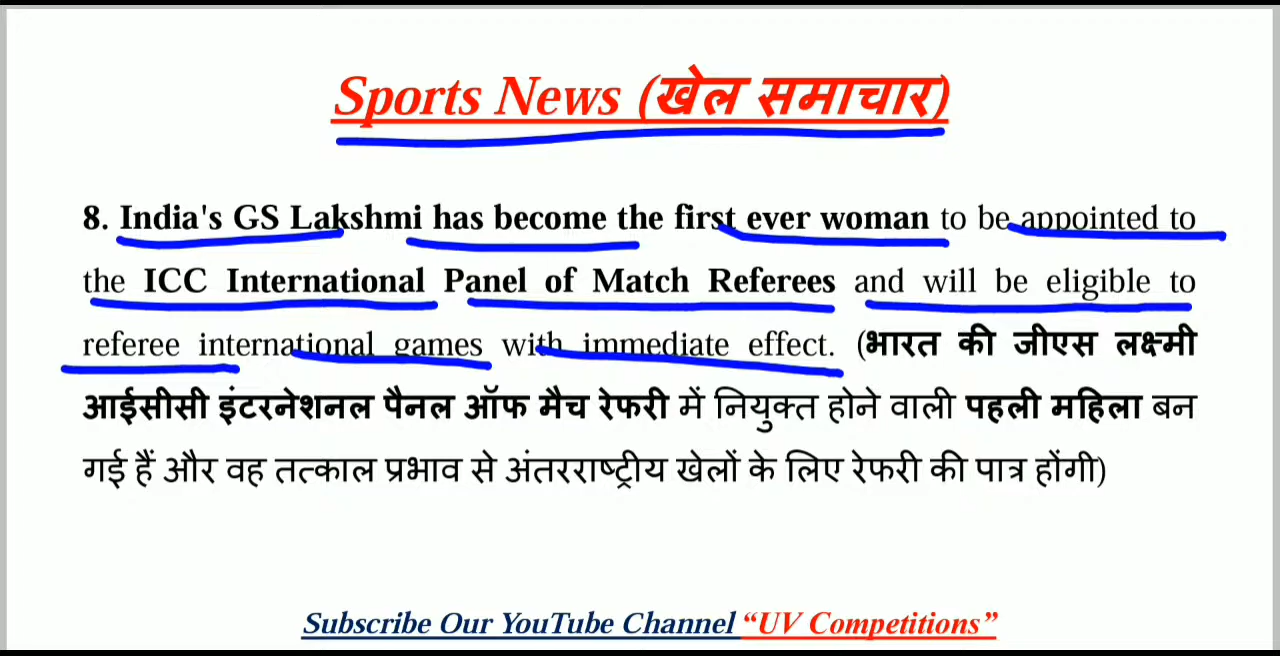 Sports News (खेल समाचार)
8. India's GS Lakshmi has become the first ever woman to be appointed to
the ICC International Panel of Match Referees and will be eligible to
referee international games with immediate effect. (भारत की जीएस लक्ष्मी
आईसीसी इंटरनेशनल पैनल ऑफ मैच रेफरी में नियुक्त होने वाली पहली महिला बन
गई हैं और वह तत्काल प्रभाव से अंतरराष्ट्रीय खेलों के लिए रेफरी की पात्र होंगी)
Subscribe Our YouTube Channel “UV Competitions”